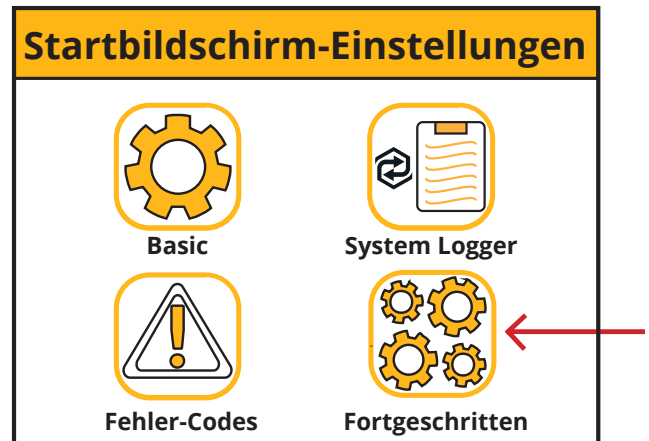 Startbildschirm-Einstellungen
Basic
System Logger
Fehler-Codes
Fortgeschritten